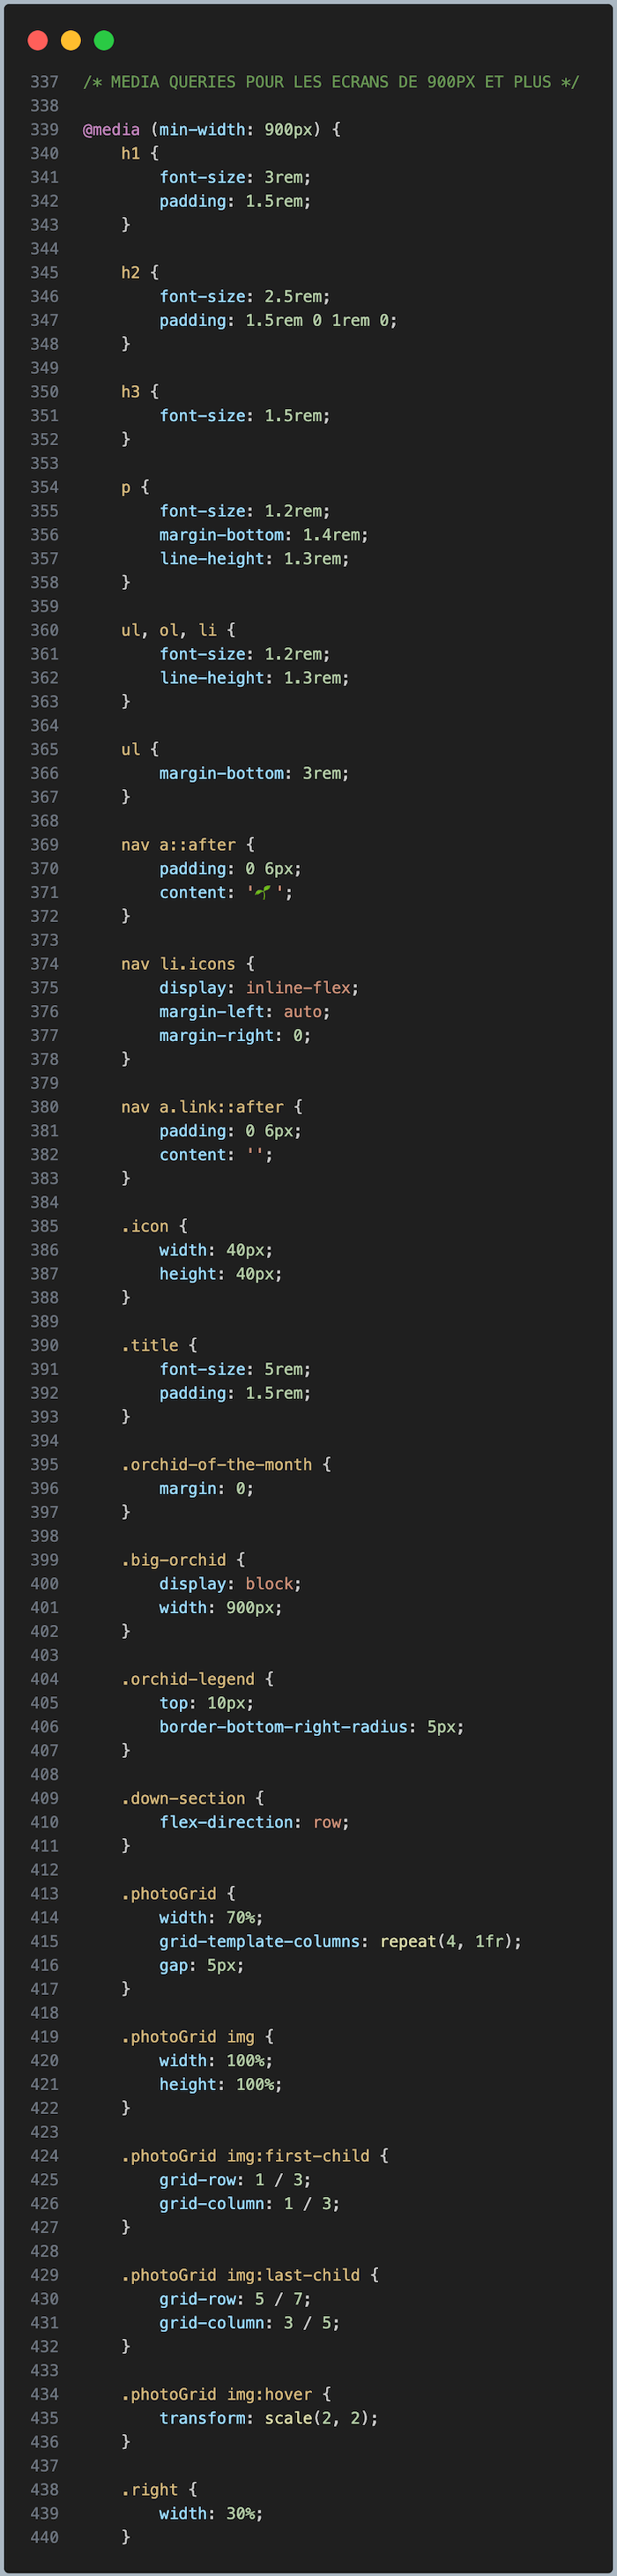 337 /* MEDIA QUERIES POUR LES ECRANS DE 900PX ET PLUS */
338
339 @media (min-width: 900px) {
340     h1 {
341         font-size: 3rem;
342         padding: 1.5rem;
343     }
344
345     h2 {
346         font-size: 2.5rem;
347         padding: 1.5rem 0 1rem 0;
348     }
349
350     h3 {
351         font-size: 1.5rem;
352     }
353
354     p {
355         font-size: 1.2rem;
356         margin-bottom: 1.4rem;
357         line-height: 1.3rem;
358     }
359
360     ul, ol, li {
361         font-size: 1.2rem;
362         line-height: 1.3rem;
363     }
364
365     ul {
366         margin-bottom: 3rem;
367     }
368
369     nav a::after {
370         padding: 0 6px;
371         content: '🌱 ';
372     }
373
374     nav li.icons {
375         display: inline-flex;
376         margin-left: auto;
377         margin-right: 0;
378     }
379
380     nav a.link::after {
381         padding: 0 6px;
382         content: '';
383     }
384
385     .icon {
386         width: 40px;
387         height: 40px;
388     }
389
390     .title {
391         font-size: 5rem;
392         padding: 1.5rem;
393     }
394
395     .orchid-of-the-month {
396         margin: 0;
397     }
398
399     .big-orchid {
400         display: block;
401         width: 900px;
402     }
403
404     .orchid-legend {
405         top: 10px;
406         border-bottom-right-radius: 5px;
407     }
408
409     .down-section {
410         flex-direction: row;
411     }
412
413     .photoGrid {
414         width: 70%;
415         grid-template-columns: repeat(4, 1fr);
416         gap: 5px;
417     }
418
419     .photoGrid img {
420         width: 100%;
421         height: 100%;
422     }
423
424     .photoGrid img:first-child {
425         grid-row: 1 / 3;
426         grid-column: 1 / 3;
427     }
428
429     .photoGrid img:last-child {
430         grid-row: 5 / 7;
431         grid-column: 3 / 5;
432     }
433
434     .photoGrid img:hover {
435         transform: scale(2, 2);
436     }
437
438     .right {
439         width: 30%;
440     }